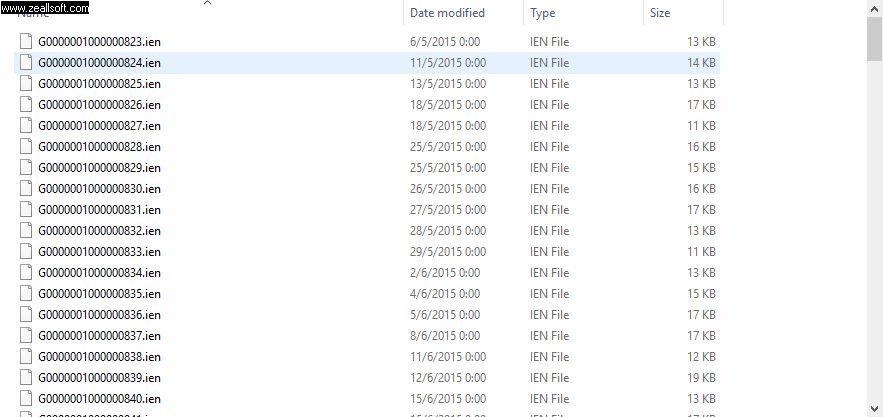 www.zeallsoft.com
Name Date modified Type Size
G0000001000000823.ien 6/5/2015 0:00 IEN File 13 KB
G0000001000000824.ien 11/5/2015 0:00 IEN File 14 KB
G0000001000000825.ien 13/5/2015 0:00 IEN File 13 KB
G0000001000000826.ien 18/5/2015 0:00 IEN File 17 KB
G0000001000000827.ien 18/5/2015 0:00 IEN File 11 KB
G0000001000000828.ien 25/5/2015 0:00 IEN File 16 KB
G0000001000000829.ien 25/5/2015 0:00 IEN File 15 KB
G0000001000000830.ien 26/5/2015 0:00 IEN File 16 KB
G0000001000000831.ien 27/5/2015 0:00 IEN File 17 KB
G0000001000000832.ien 28/5/2015 0:00 IEN File 13 KB
G0000001000000833.ien 29/5/2015 0:00 IEN File 11 KB
G0000001000000834.ien 2/6/2015 0:00 IEN File 13 KB
G0000001000000835.ien 4/6/2015 0:00 IEN File 15 KB
G0000001000000836.ien 5/6/2015 0:00 IEN File 17 KB
G0000001000000837.ien 8/6/2015 0:00 IEN File 17 KB
G0000001000000838.ien 11/6/2015 0:00 IEN File 12 KB
G0000001000000839.ien 12/6/2015 0:00 IEN File 19 KB
G0000001000000840.ien 15/6/2015 0:00 IEN File 13 KB